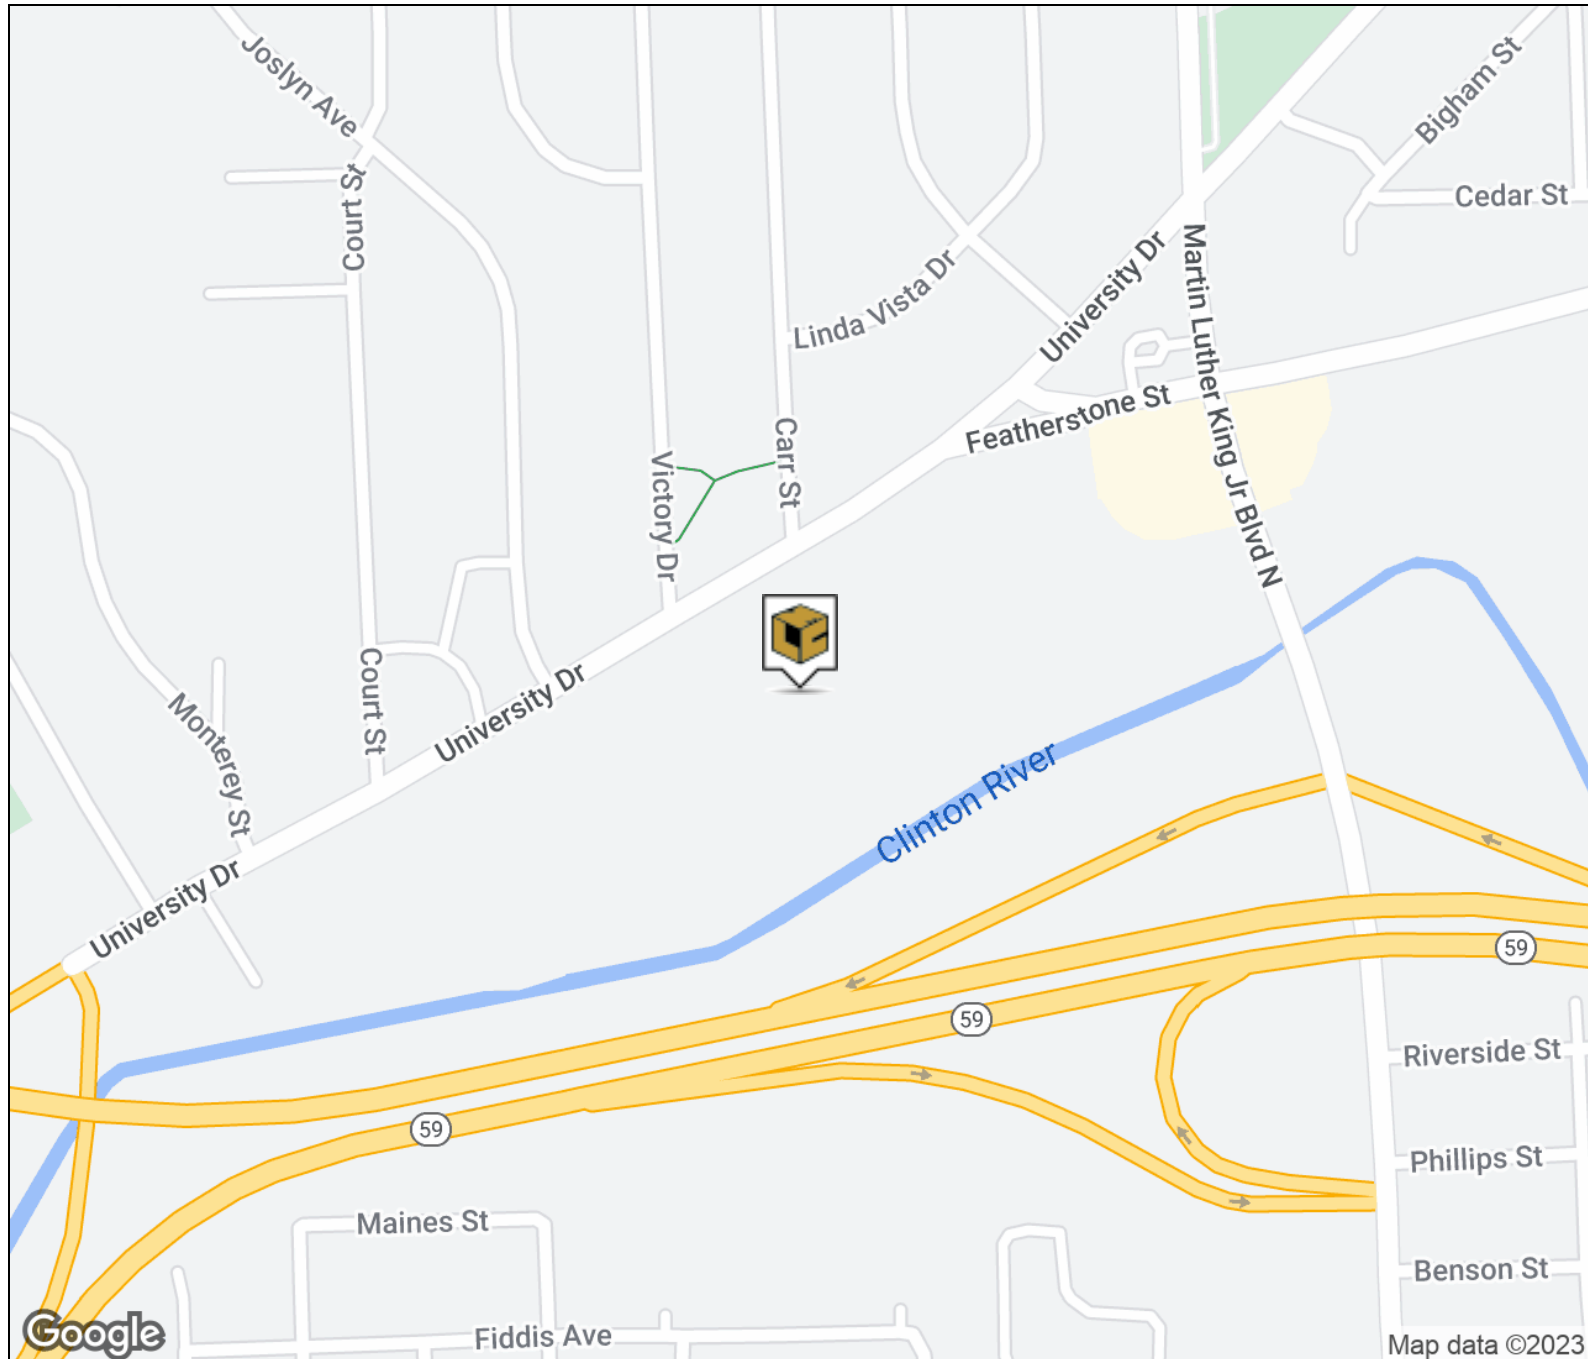 Joslyn Ave
Bigham St
Court St
Cedar St
University Dr
Martin Luther King Jr Blvd N
Linda Vista Dr
Featherstone St
Carr St
Victory Dr
Court St
University Dr
Monterey St
Clinton River
University Dr
59
59
59
Riverside St
Phillips St
Maines St
Benson St
Fiddis Ave
Google
Map data ©2023